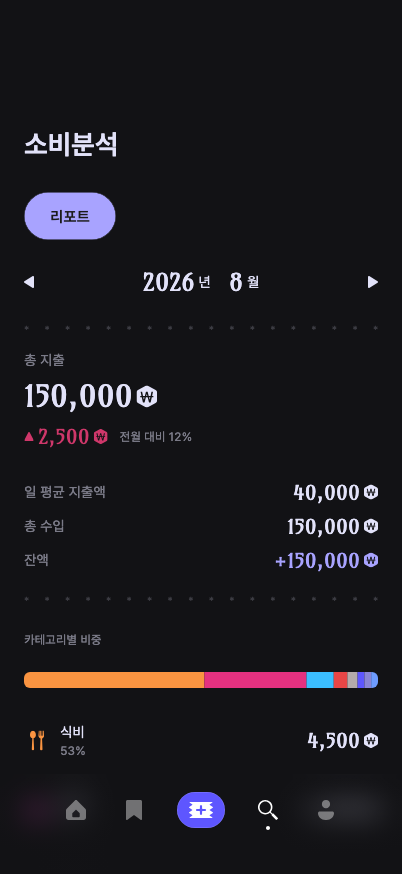 소비분석
리포트
2026 년 8 월
총 지출
150,000
2,500 전월 대비 12%
일 평균 지출액 40,000
총 수입 150,000
잔액 +150,000
카테고리별 비중
식비 4,500
53%